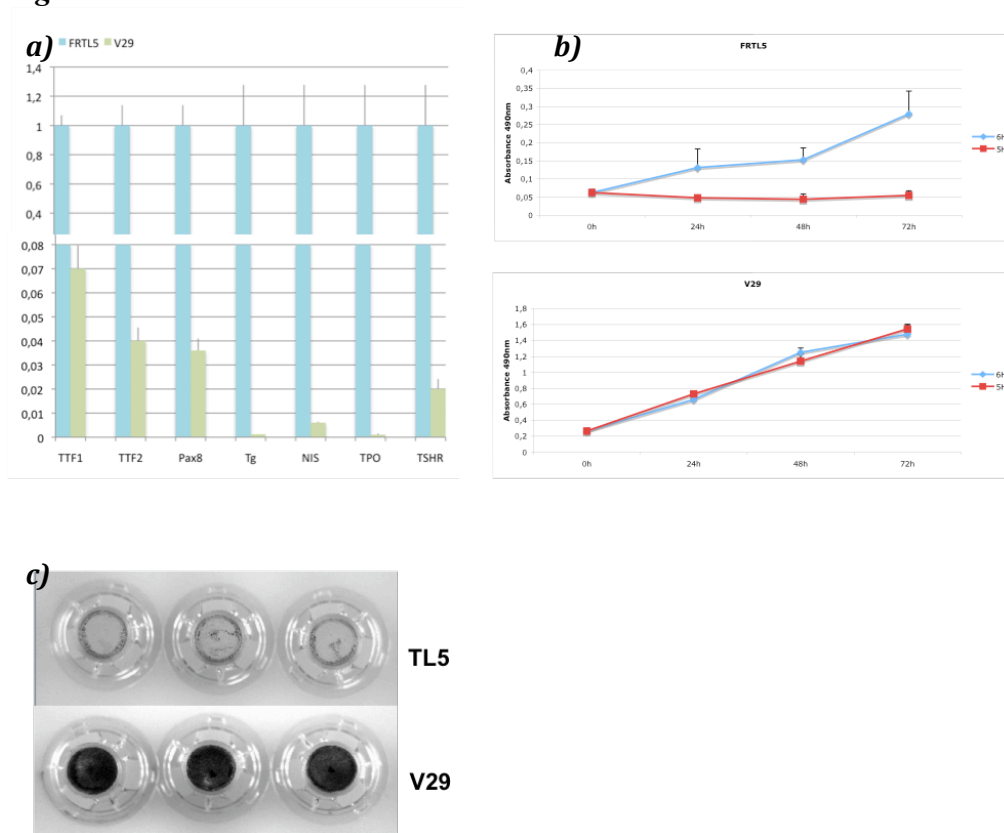 a)
FRTL5 V29
1,4
1,2
1
0,8
0,6
0,4
0,08
0,07
0,06
0,05
0,04
0,03
0,02
0,01
0
TTF1 TTF2 Pax8 Tg NIS TPO TSHR
b)
FRTL5
Absorbance 490nm
0,4
0,35
0,3
0,25
0,2
0,15
0,1
0,05
0
0h 24h 48h 72h
6H
5H
V29
Absorbance 490nm
1,8
1,6
1,4
1,2
1
0,8
0,6
0,4
0,2
0
0h 24h 48h 72h
6H
5H
c)
TL5
V29